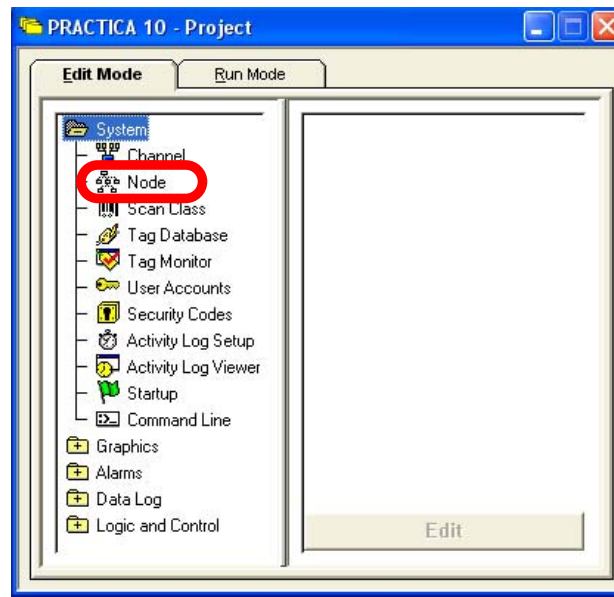 PRACTICA 10 - Project
Edit Mode
Run Mode
System
Channel
Node
Scan Class
Tag Database
Tag Monitor
User Accounts
Security Codes
Activity Log Setup
Activity Log Viewer
Startup
Command Line
Graphics
Alarms
Data Log
Logic and Control
Edit